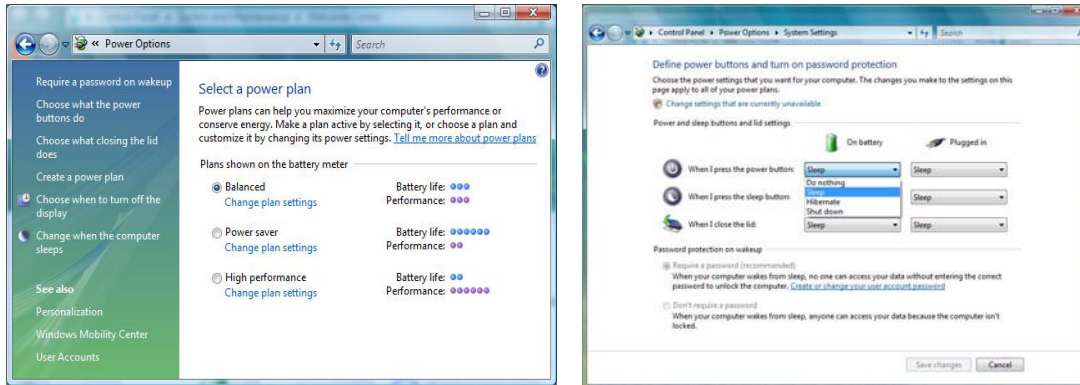 « Power Options
Search
Require a password on wakeup
Choose what the power
buttons do
Choose what closing the lid
does
Create a power plan
Choose when to turn off the
display
Change when the computer
sleeps
See also
Personalization
Windows Mobility Center
User Accounts
Select a power plan
Power plans can help you maximize your computer's performance or
conserve energy. Make a plan active by selecting it, or choose a plan and
customize it by changing its power settings. Tell me more about power plans
Plans shown on the battery meter
Balanced Battery life:
Change plan settings Performance:
Power saver Battery life:
Change plan settings Performance:
High performance Battery life:
Change plan settings Performance:
Control Panel ▸ Power Options ▸ System Settings
Search
Define power buttons and turn on password protection
Choose the power settings that you want for your computer. The changes you make to the settings on this
page apply to all of your power plans.
Change settings that are currently unavailable
Power and sleep buttons and lid settings
On battery Plugged in
When I press the power button: Sleep Sleep
Do nothing
Sleep
Hibernate
Shut down
When I press the sleep button: Sleep
When I close the lid: Sleep Sleep
Password protection on wakeup
Require a password (recommended)
When your computer wakes from sleep, no one can access your data without entering the correct
password to unlock the computer. Create or change your user account password
Don't require a password
When your computer wakes from sleep, anyone can access your data because the computer isn't
locked.
Save changes Cancel